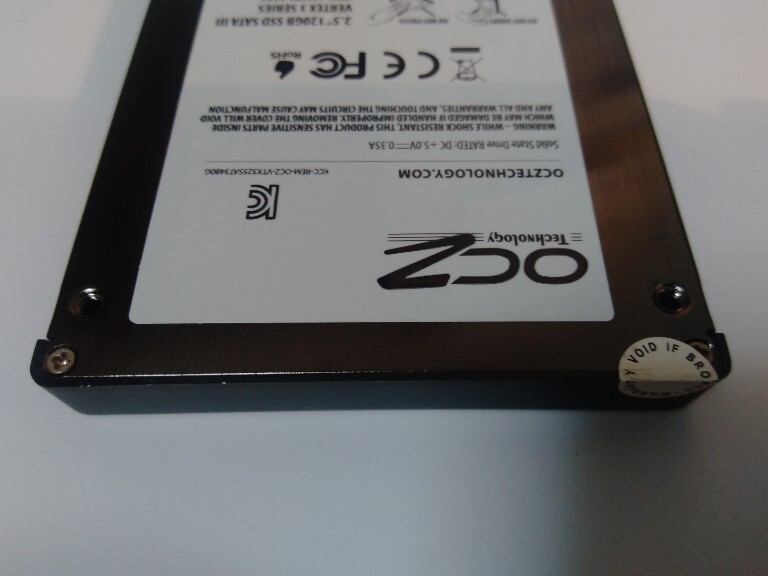 OCZ
Technology
OCZTECHNOLOGY.COM
KCC-REM-OCZ-VTX325SSAT3480G
Solid State Drive RATED: DC + 5.0V⎓0.35A
WARNING – WHILE SHOCK RESISTANT, THIS PRODUCT HAS SENSITIVE PARTS INSIDE
WHICH MAY BE DAMAGED IF HANDLED IMPROPERLY. REMOVING THE COVER WILL VOID
ANY AND ALL WARRANTIES, AND TOUCHING THE CIRCUITS MAY CAUSE MALFUNCTION
CE FC RoHS
2.5" 120GB SSD SATA III
VERTEX 3 SERIES
VOID IF BRO